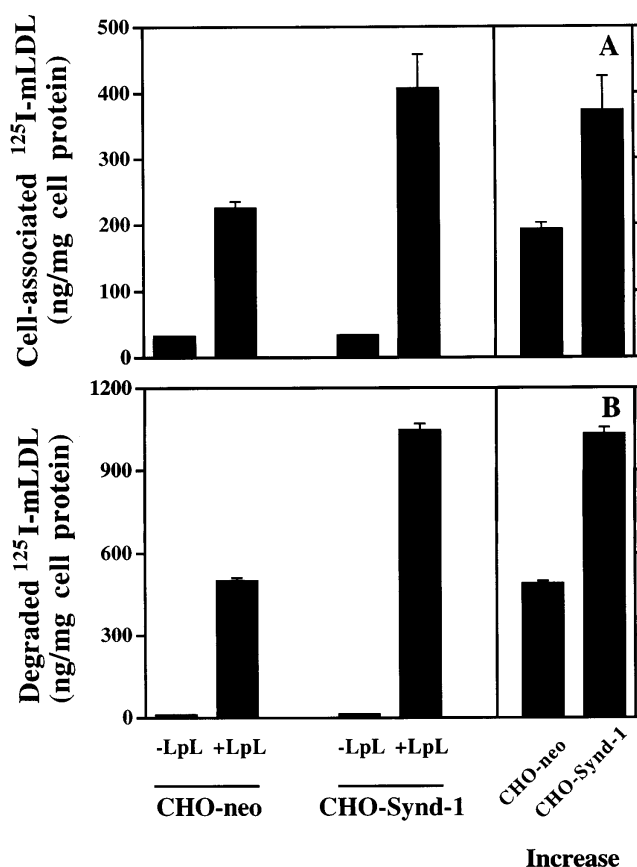 A
Cell-associated ¹²⁵I-mLDL
(ng/mg cell protein)
500
400
300
200
100
0
B
Degraded ¹²⁵I-mLDL
(ng/mg cell protein)
1200
900
600
300
0
-LpL +LpL
-LpL +LpL
CHO-neo
CHO-Synd-1
CHO-neo
CHO-Synd-1
Increase